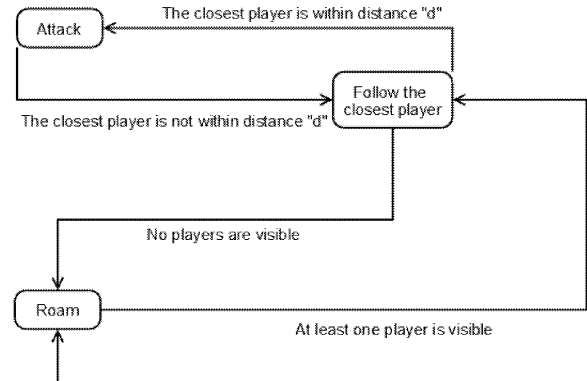 The closest player is within distance "d"
Attack
Follow the
closest player
The closest player is not within distance "d"
No players are visible
Roam
At least one player is visible